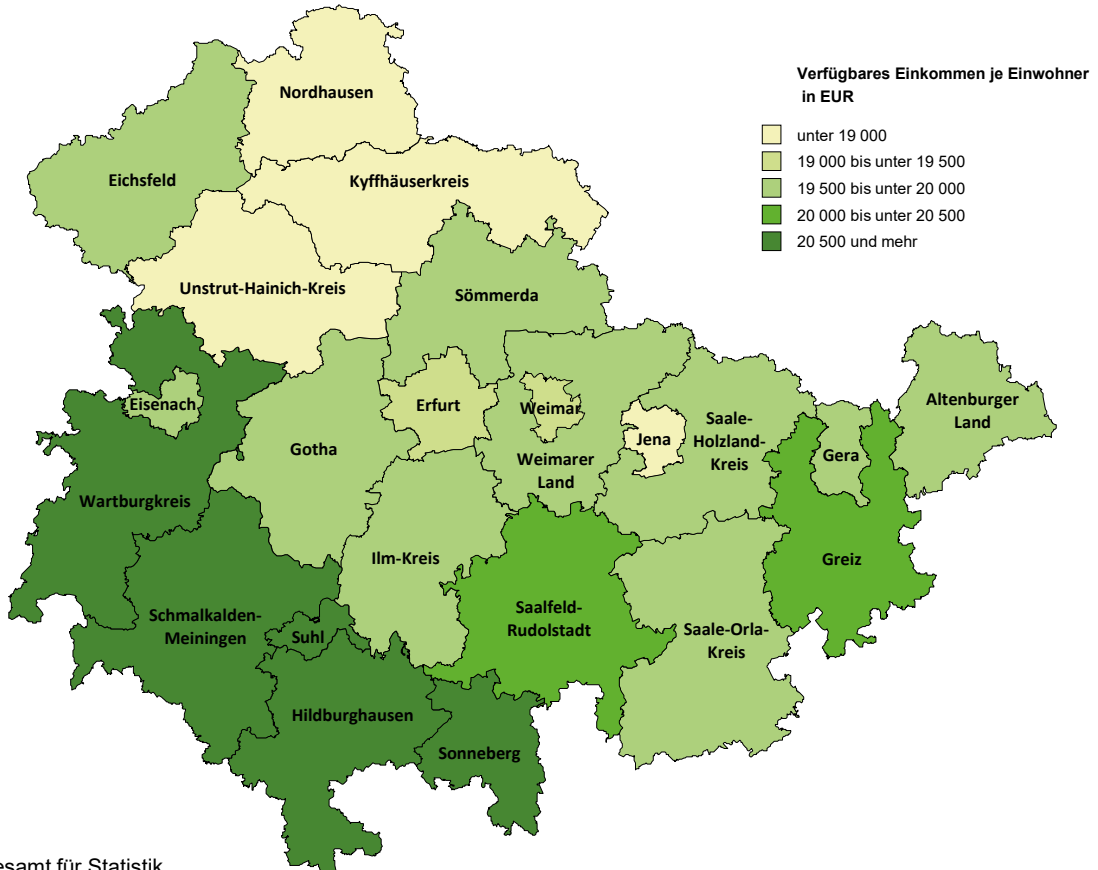 Verfügbares Einkommen je Einwohner
in EUR
unter 19 000
19 000 bis unter 19 500
19 500 bis unter 20 000
20 000 bis unter 20 500
20 500 und mehr
Nordhausen
Eichsfeld
Kyffhäuserkreis
Unstrut-Hainich-Kreis
Sömmerda
Eisenach
Erfurt
Weimar
Gotha
Weimarer
Land
Jena
Saale-
Holzland-
Kreis
Gera
Altenburger
Land
Wartburgkreis
Ilm-Kreis
Greiz
Schmalkalden-
Meiningen
Suhl
Saalfeld-
Rudolstadt
Saale-Orla-
Kreis
Hildburghausen
Sonneberg
für Statistik